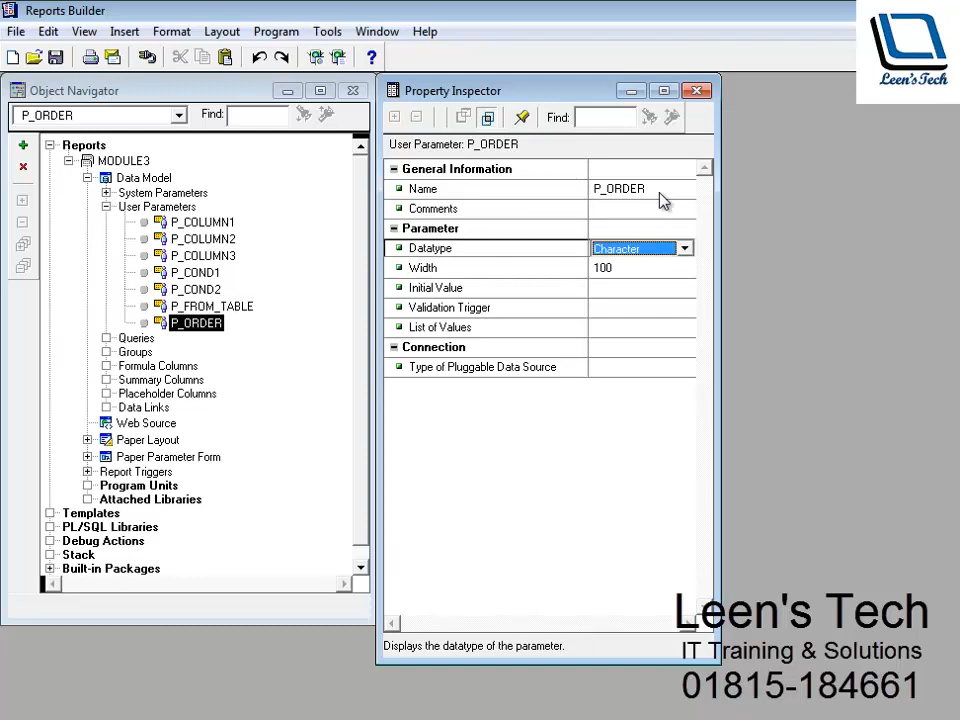 Reports Builder
File Edit View Insert Format Layout Program Tools Window Help
Leen'sTech
Object Navigator
P_ORDER
Find:
Reports
MODULE3
Data Model
System Parameters
User Parameters
P_COLUMN1
P_COLUMN2
P_COLUMN3
P_COND1
P_COND2
P_FROM_TABLE
P_ORDER
Queries
Groups
Formula Columns
Summary Columns
Placeholder Columns
Data Links
Web Source
Paper Layout
Paper Parameter Form
Report Triggers
Program Units
Attached Libraries
Templates
PL/SQL Libraries
Debug Actions
Stack
Built-in Packages
Property Inspector
Find:
User Parameter: P_ORDER
General Information
Name P_ORDER
Comments
Parameter
Datatype Character
Width 100
Initial Value
Validation Trigger
List of Values
Connection
Type of Pluggable Data Source
Displays the datatype of the parameter.
Leen's Tech
IT Training & Solutions
01815-184661